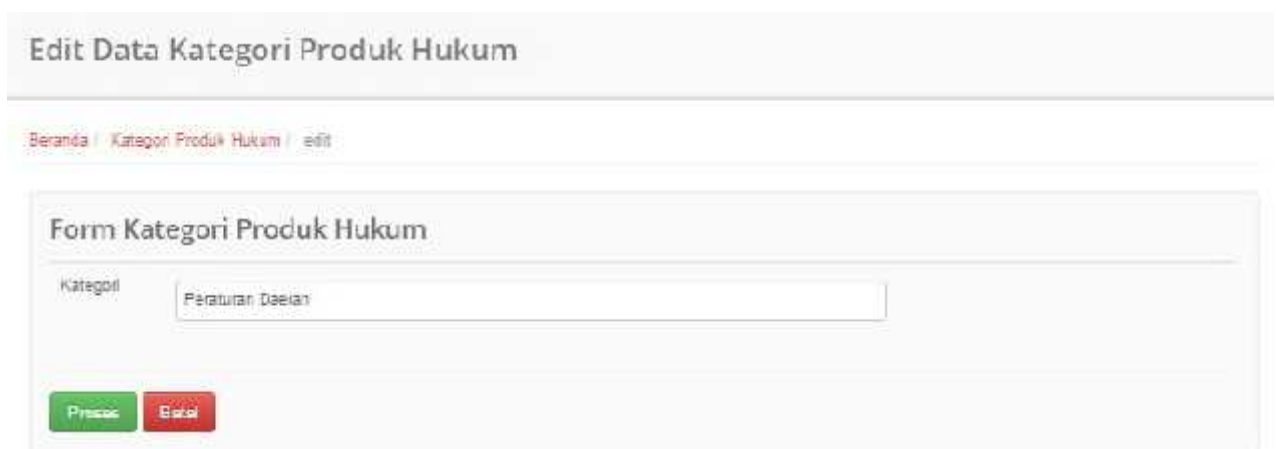 Edit Data Kategori Produk Hukum
Beranda / Kategori Produk Hukum / edit
Form Kategori Produk Hukum
Kategori
Peraturan Daerah
Proses Batal